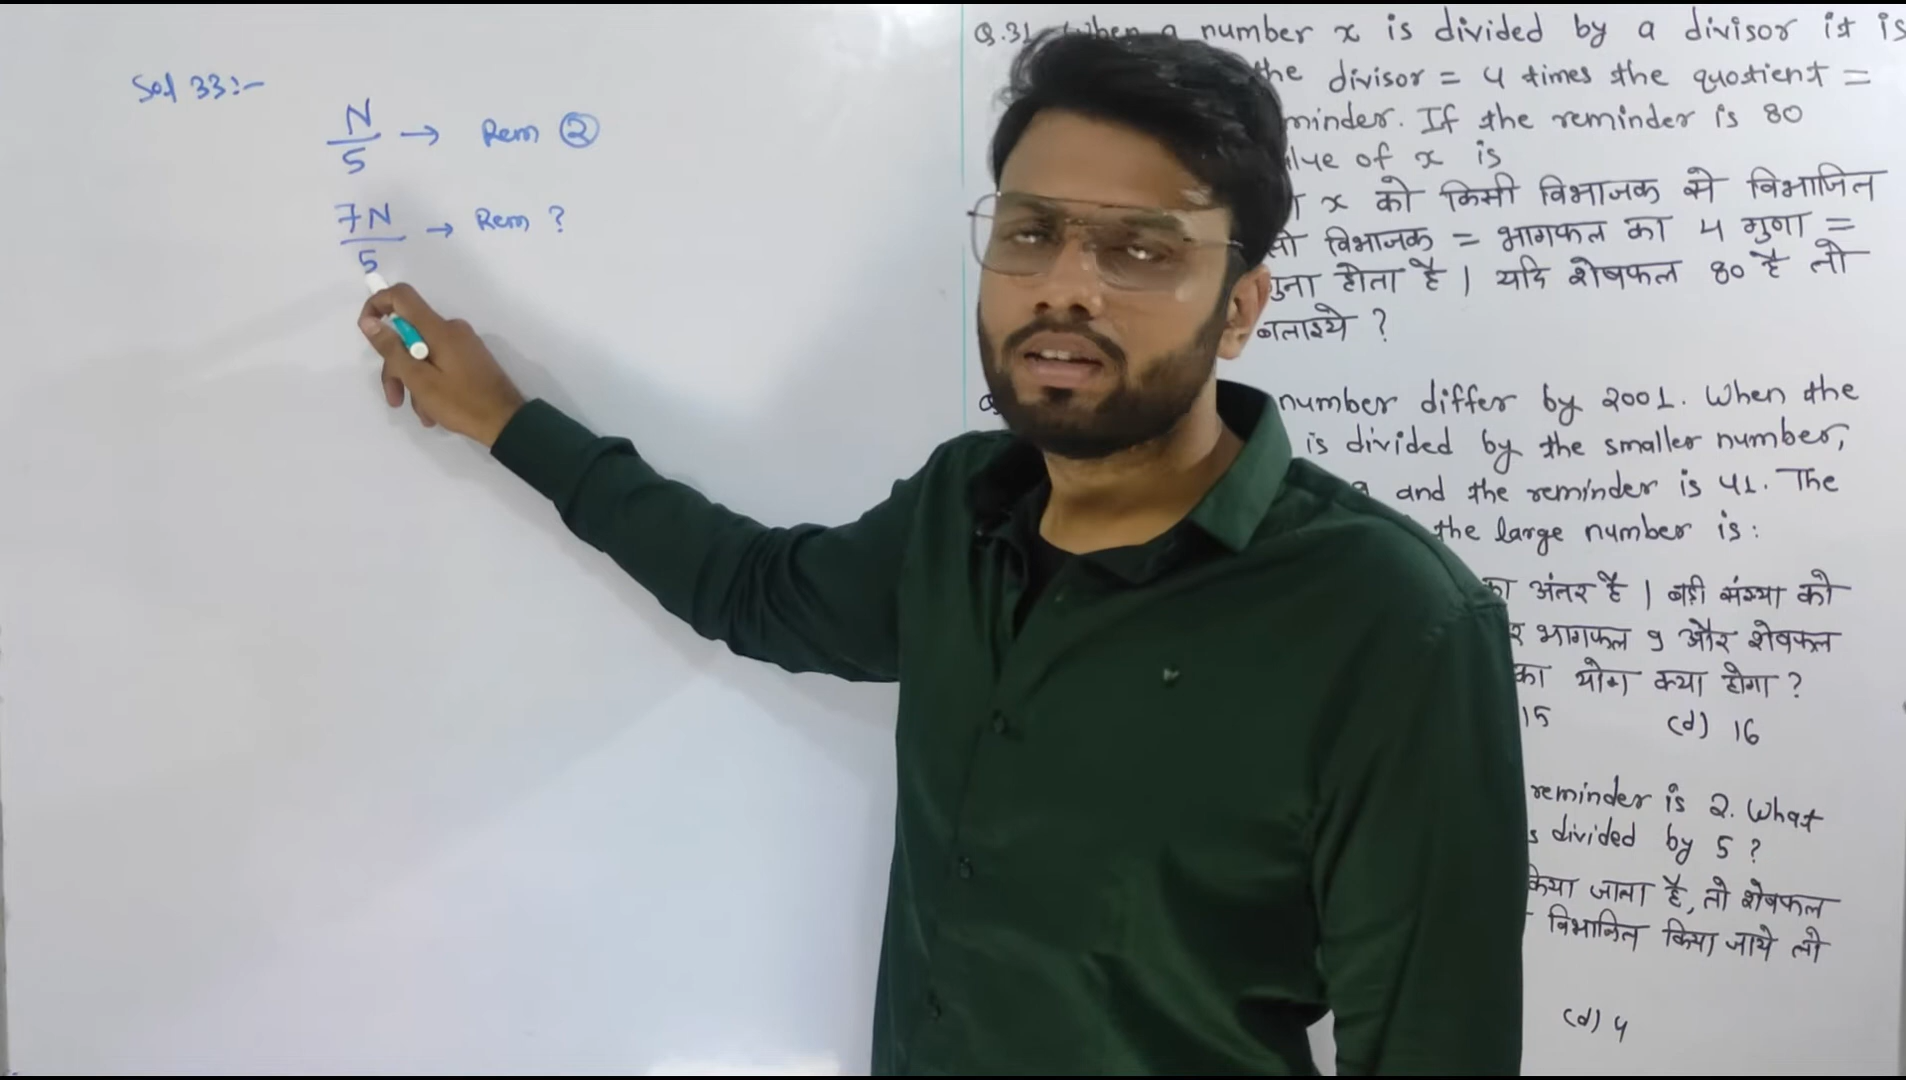 Sol 33:-
N/5 → Rem ②
7N/5 → Rem ?
Q.31 When a number x is divided by a divisor it is
the divisor = 4 times the quotient =
minder. If the reminder is 80
lue of x is
x को किसी विभाजक से विभाजित
तो विभाजक = भागफल का 4 गुणा =
गुना होता है | यदि शेषफल 80 है तो
बताइये ?
number differ by 2001. When the
is divided by the smaller number,
9 and the reminder is 41. The
the large number is :
का अंतर है | बड़ी संख्या को
र भागफल 9 और शेषफल
का योग क्या होगा ?
15 (d) 16
reminder is 2. What
s divided by 5 ?
किया जाता है, तो शेषफल
विभाजित किया जाये तो
(d) 4